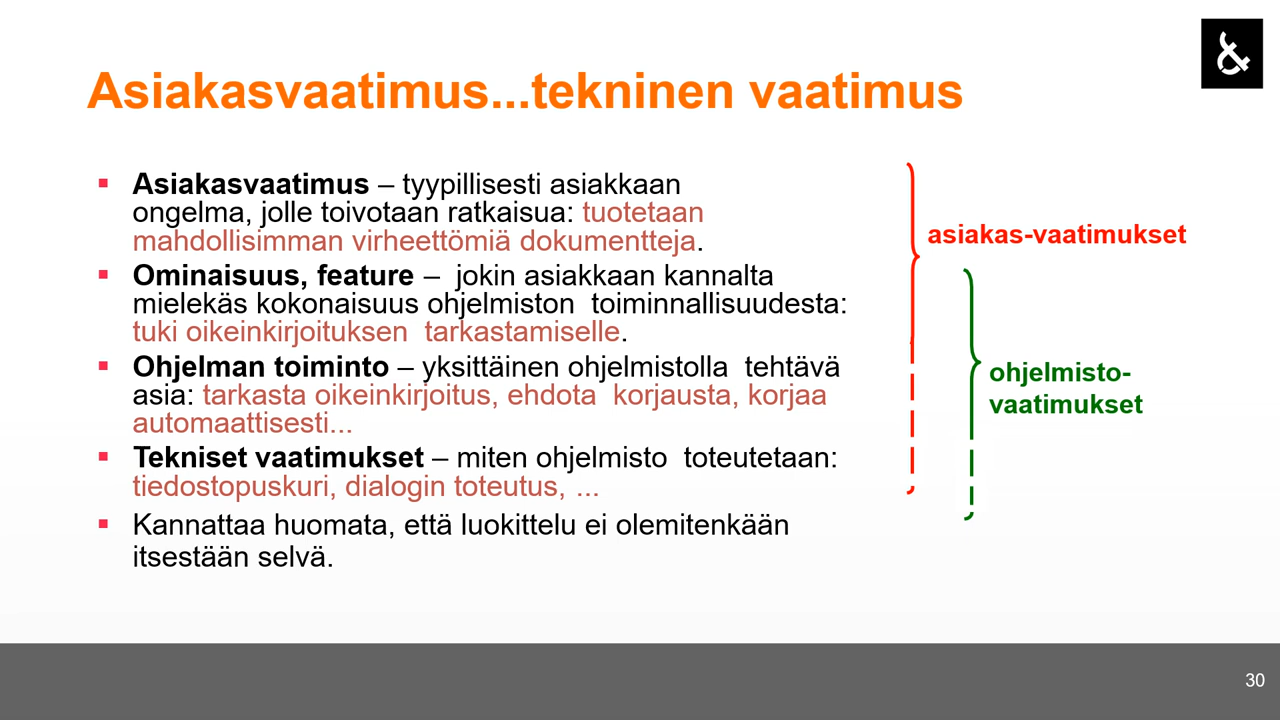 &
Asiakasvaatimus...tekninen vaatimus
Asiakasvaatimus – tyypillisesti asiakkaan
ongelma, jolle toivotaan ratkaisua: tuotetaan
mahdollisimman virheettömiä dokumentteja.
Ominaisuus, feature – jokin asiakkaan kannalta
mielekäs kokonaisuus ohjelmiston toiminnallisuudesta:
tuki oikeinkirjoituksen tarkastamiselle.
Ohjelman toiminto – yksittäinen ohjelmistolla tehtävä
asia: tarkasta oikeinkirjoitus, ehdota korjausta, korjaa
automaattisesti...
Tekniset vaatimukset – miten ohjelmisto toteutetaan:
tiedostopuskuri, dialogin toteutus, ...
Kannattaa huomata, että luokittelu ei olemitenkään
itsestään selvä.
asiakas-vaatimukset
ohjelmisto-
vaatimukset
30